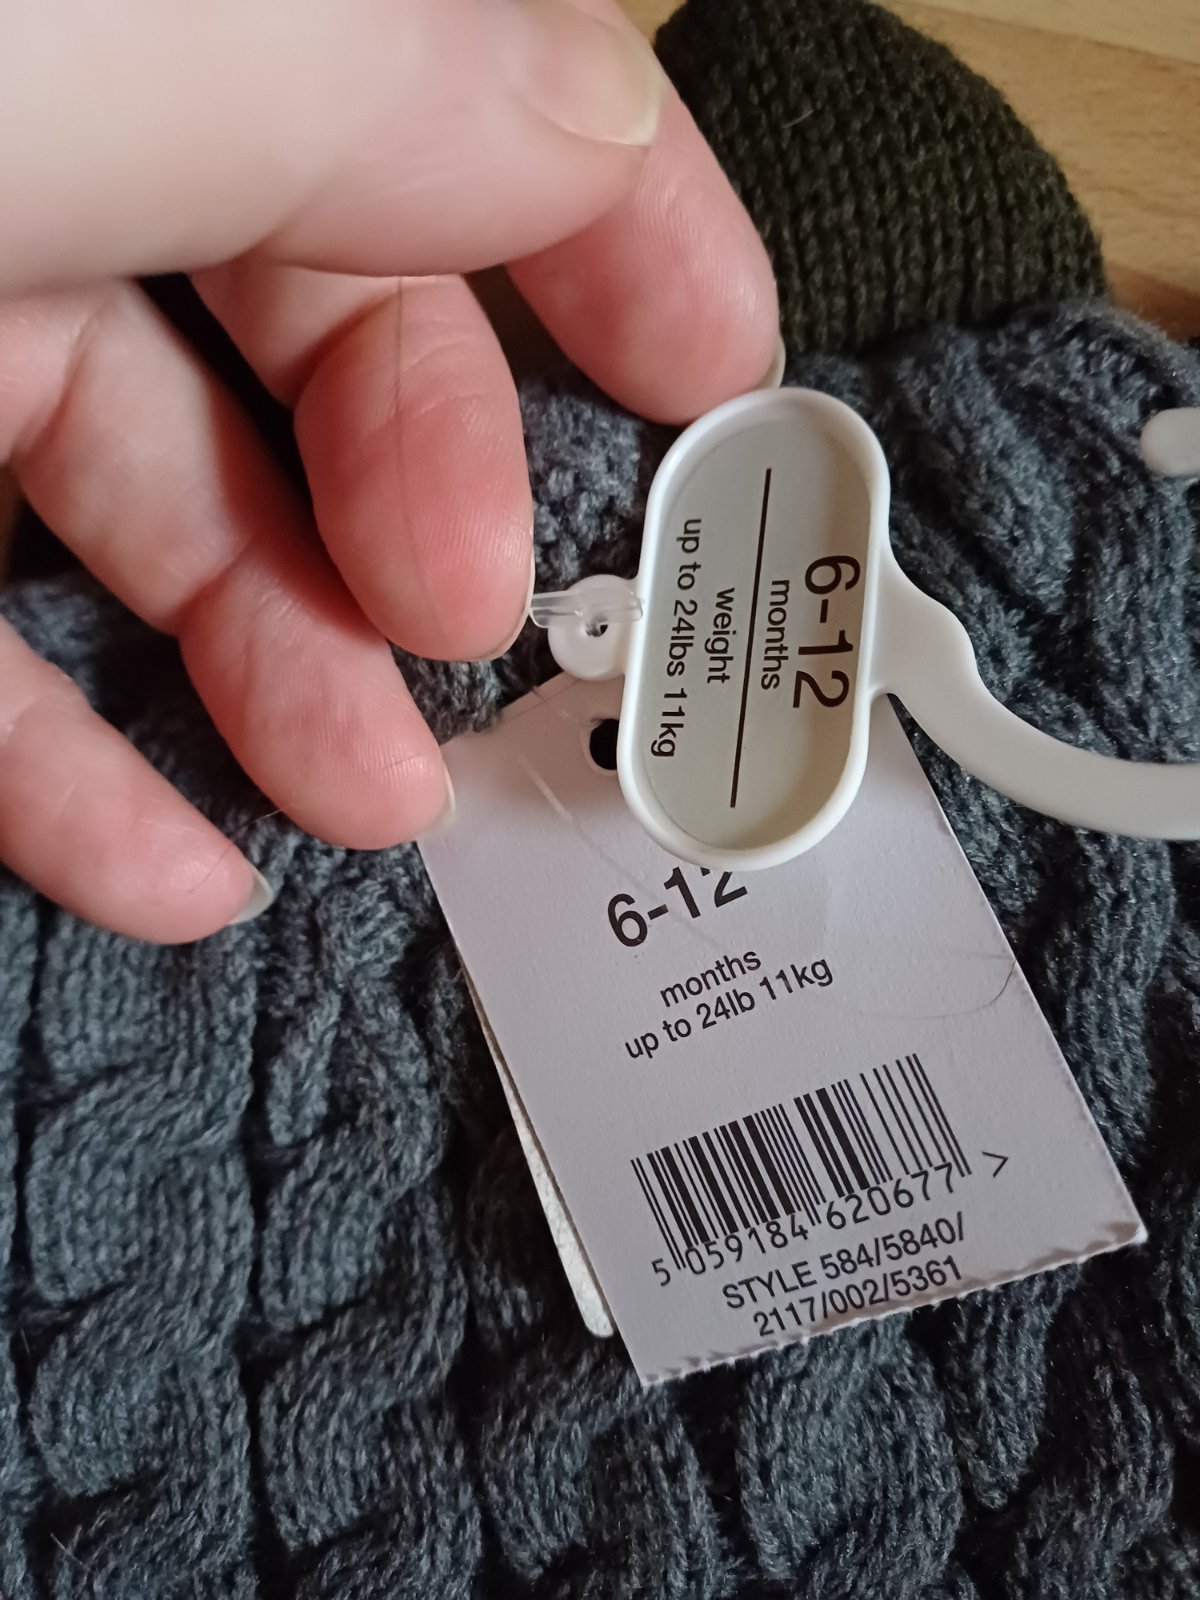 6-12
months
weight
up to 24lbs 11kg
6-12
months
up to 24lb 11kg
5 059184 620677 >
STYLE 584/5840/
2117/002/5361